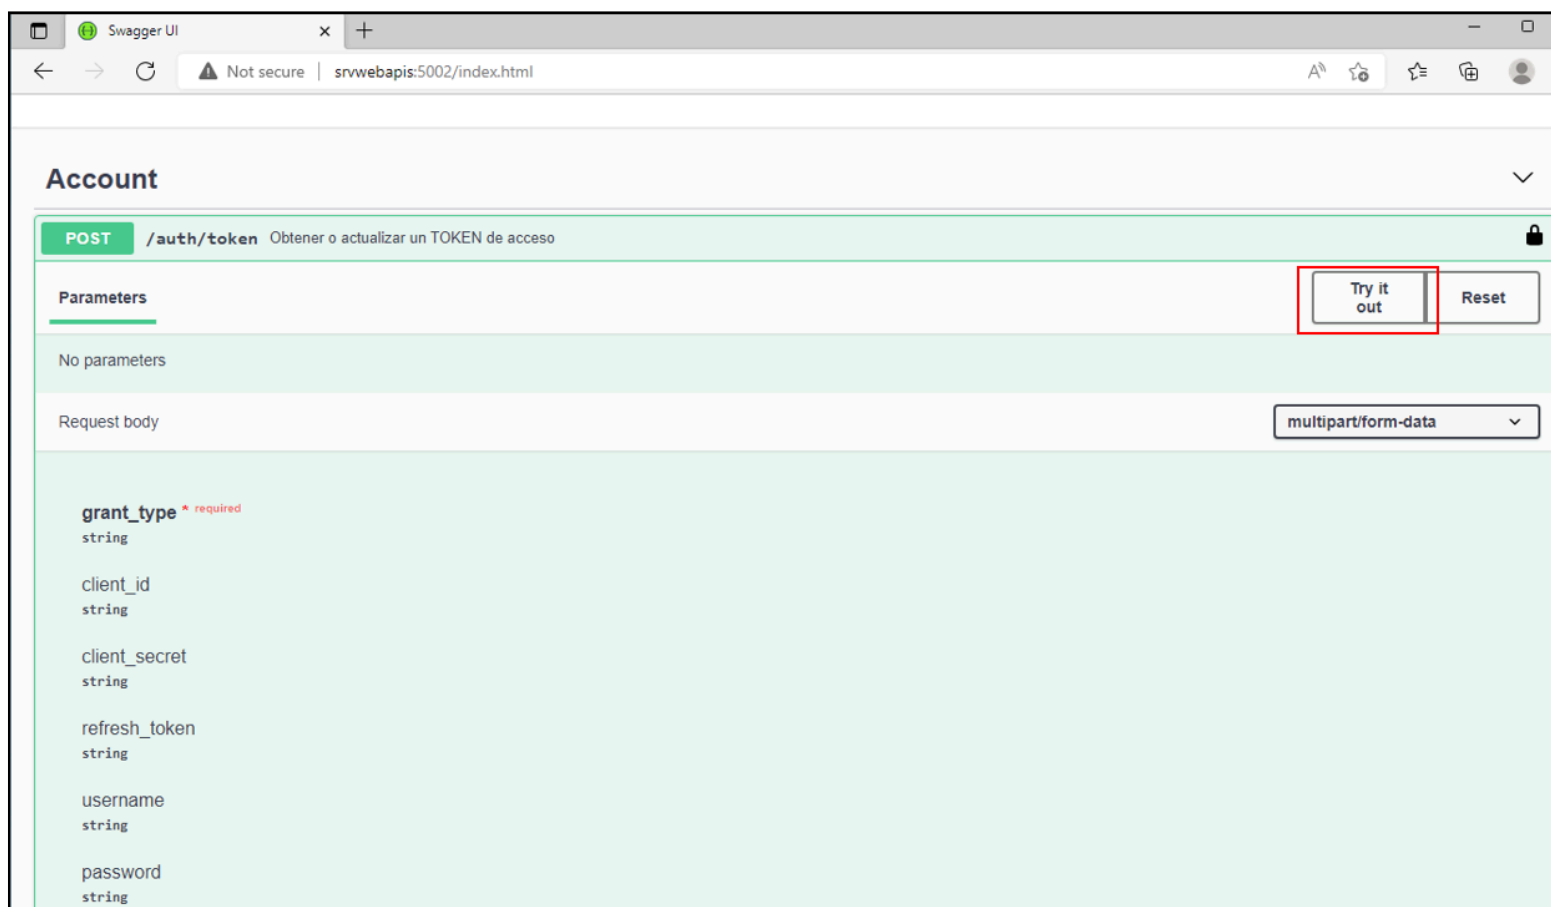 Swagger UI
Not secure | srvwebapis:5002/index.html
Account
POST /auth/token Obtener o actualizar un TOKEN de acceso
Parameters
Try it out
Reset
No parameters
Request body
multipart/form-data
grant_type * required
string
client_id
string
client_secret
string
refresh_token
string
username
string
password
string